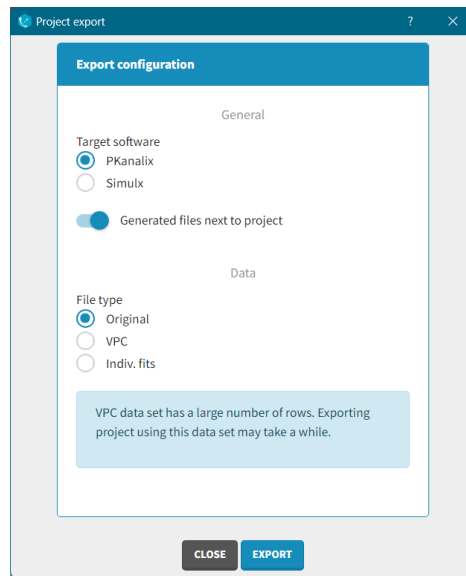 Project export
?
Export configuration
General
Target software
PKanalix
Simulx
Generated files next to project
Data
File type
Original
VPC
Indiv. fits
VPC data set has a large number of rows. Exporting
project using this data set may take a while.
CLOSE
EXPORT